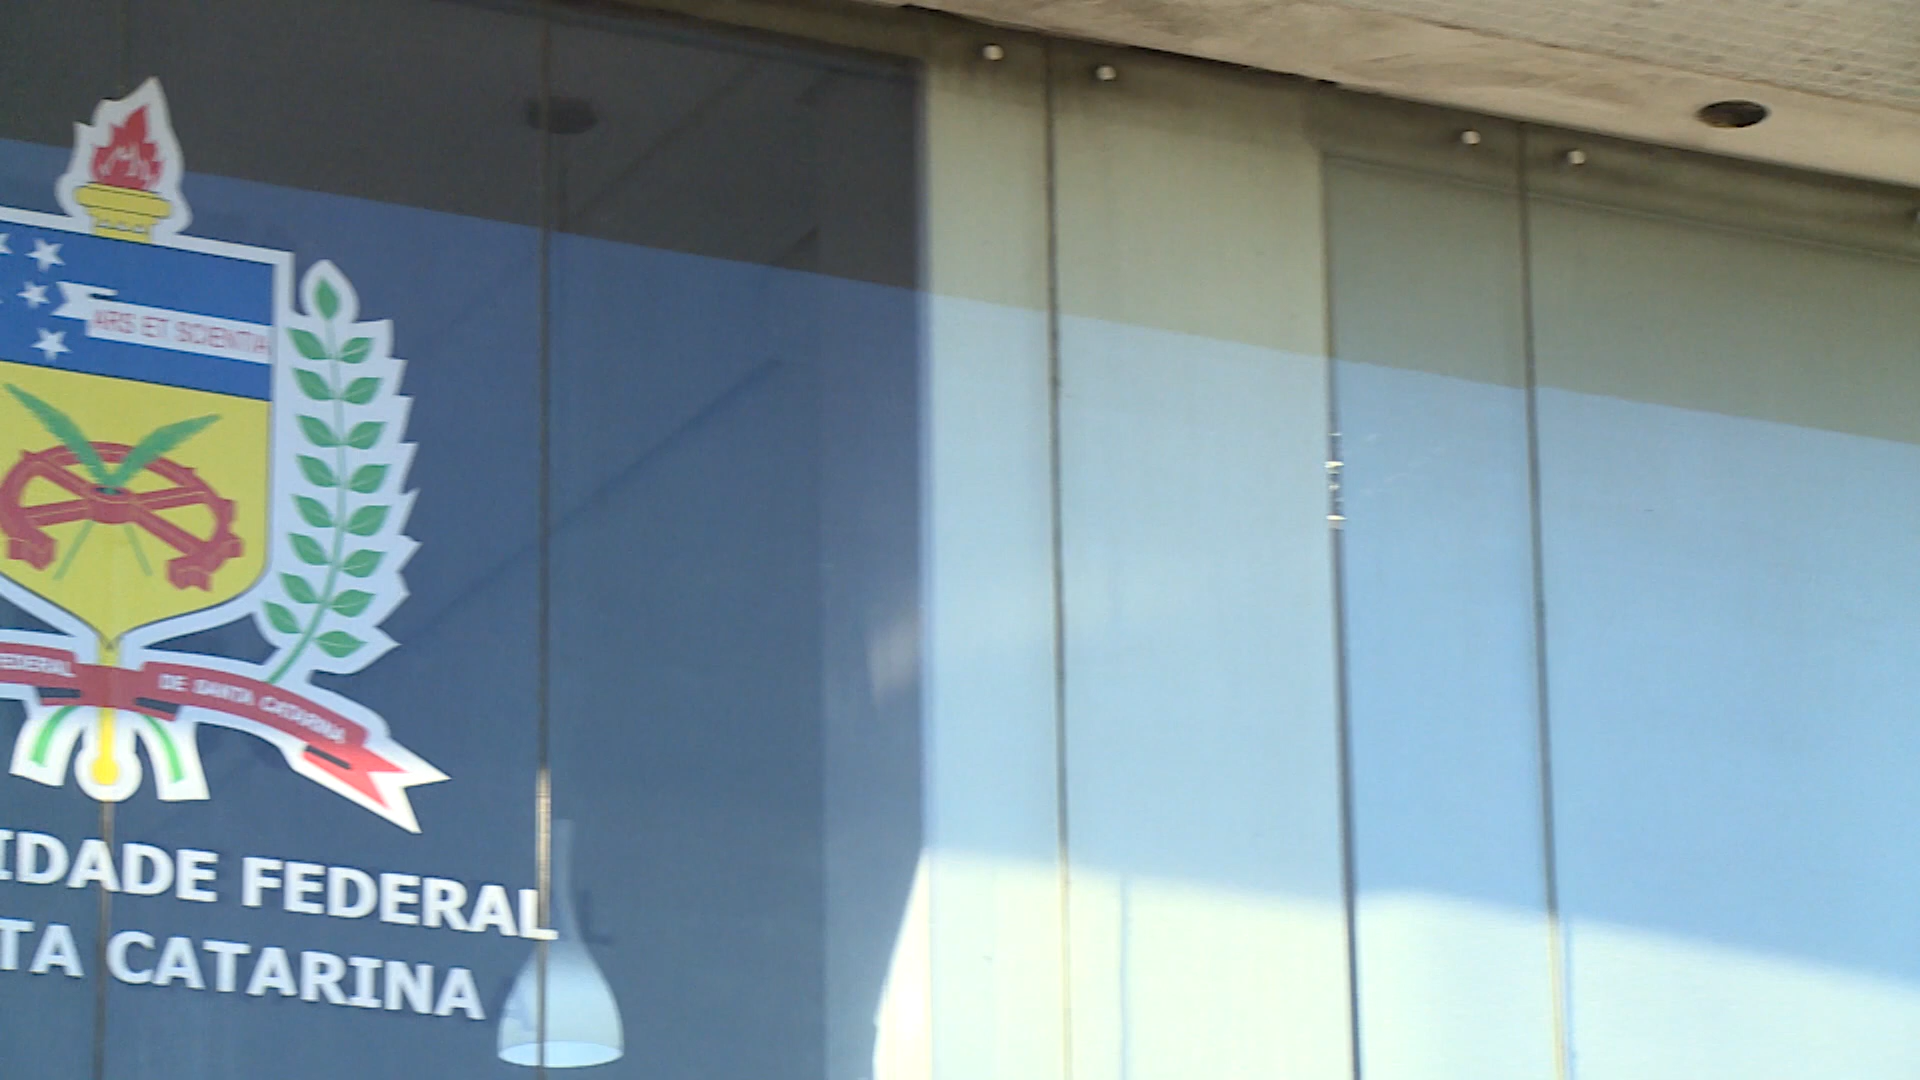 ARS ET SCIENTIA
FEDERAL DE SANTA CATARINA
IDADE FEDERAL
TA CATARINA